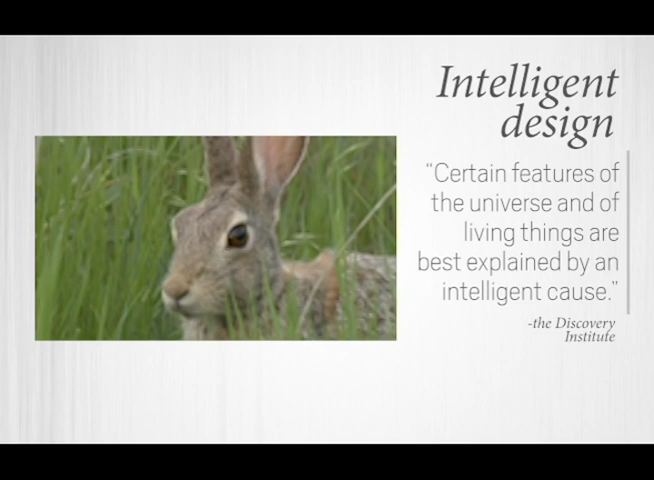 Intelligent
design
“Certain features of
the universe and of
living things are
best explained by an
intelligent cause.”
-the Discovery
Institute